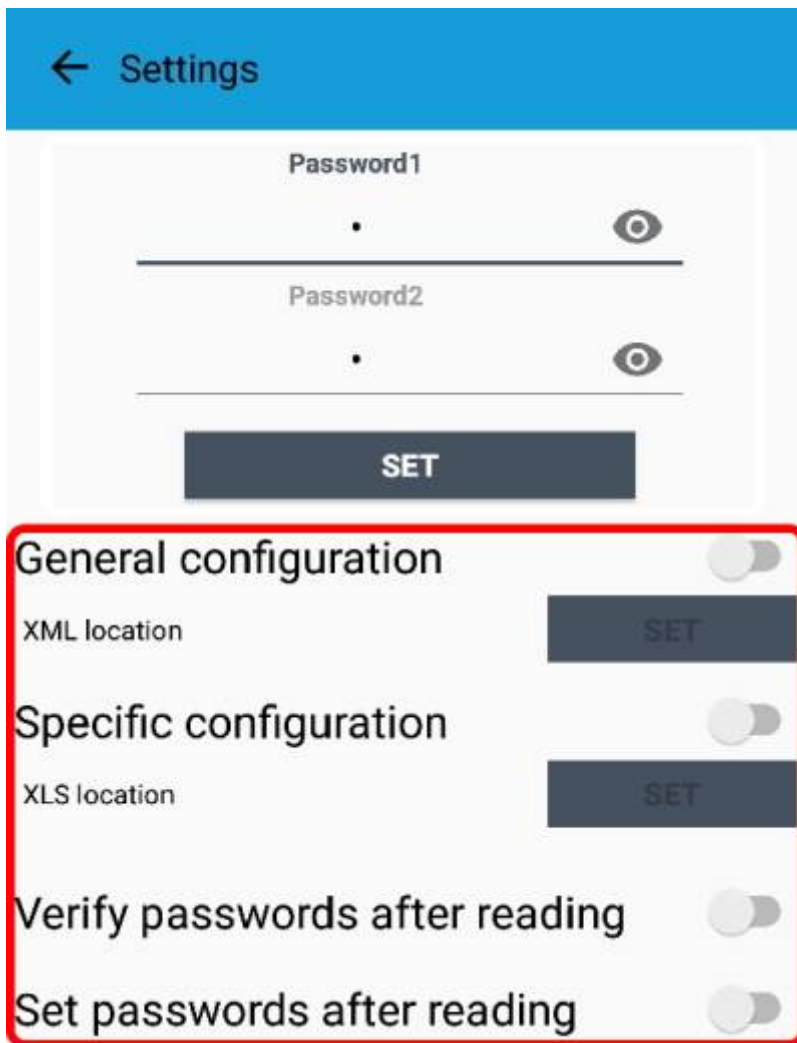 Settings
Password1
•
Password2
•
SET
General configuration
XML location
SET
Specific configuration
XLS location
SET
Verify passwords after reading
Set passwords after reading